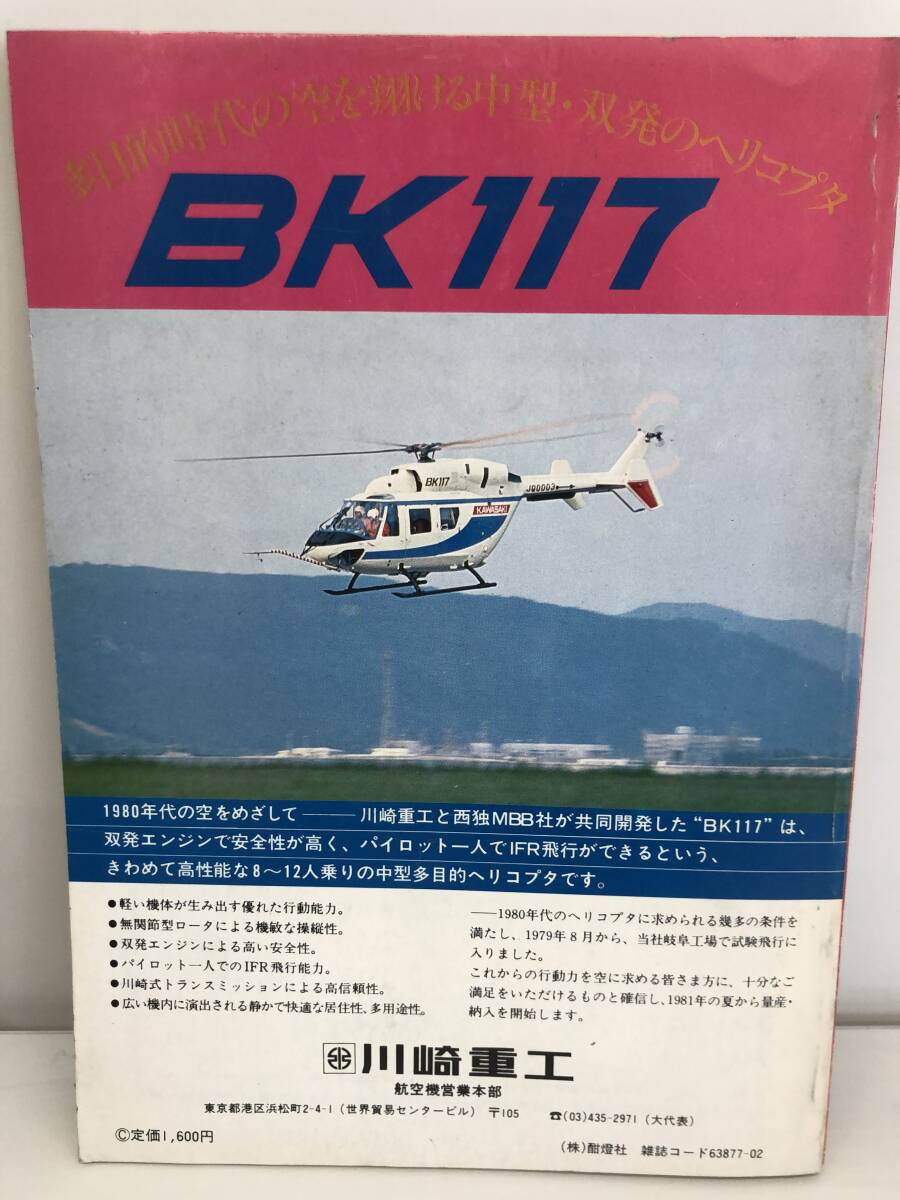 多目的時代の空を翔ける中型・双発のヘリコプタ
BK117
BK117
JQ0003
KAWASAKI
1980年代の空をめざして———川崎重工と西独MBB社が共同開発した“BK117”は、
双発エンジンで安全性が高く、パイロット一人でIFR飛行ができるという、
きわめて高性能な8〜12人乗りの中型多目的ヘリコプタです。
●軽い機体が生み出す優れた行動能力。
●無関節型ロータによる機敏な操縦性。
●双発エンジンによる高い安全性。
●パイロット一人でのIFR飛行能力。
●川崎式トランスミッションによる高信頼性。
●広い機内に演出される静かで快適な居住性、多用途性。
——1980年代のヘリコプタに求められる幾多の条件を
満たし、1979年8月から、当社岐阜工場で試験飛行に
入りました。
これからの行動力を空に求める皆さま方に、十分なご
満足をいただけるものと確信し、1981年の夏から量産・
納入を開始します。
川崎重工
航空機営業本部
東京都港区浜松町2-4-1(世界貿易センタービル) 〒105 ☎(03)435-2971(大代表)
©定価1,600円
(株)酣燈社 雑誌コード63877-02